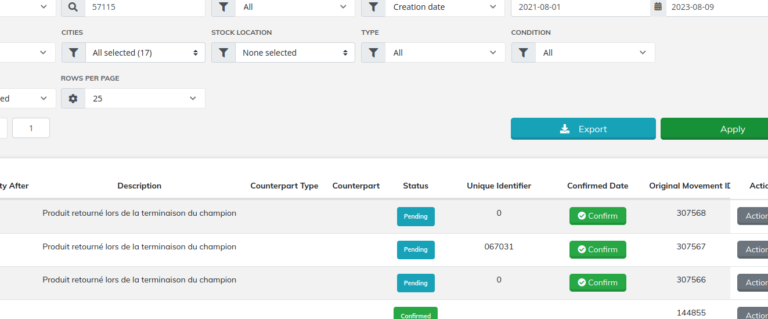 57115 All Creation date 2021-08-01 2023-08-09
CITIES STOCK LOCATION TYPE CONDITION
All selected (17) None selected All All
ROWS PER PAGE
ed 25
1 Export Apply
ty After Description Counterpart Type Counterpart Status Unique Identifier Confirmed Date Original Movement ID Actio
Produit retourné lors de la terminaison du champion Pending 0 Confirm 307568 Action
Produit retourné lors de la terminaison du champion Pending 067031 Confirm 307567 Action
Produit retourné lors de la terminaison du champion Pending 0 Confirm 307566 Action
Confirmed 144855 Action